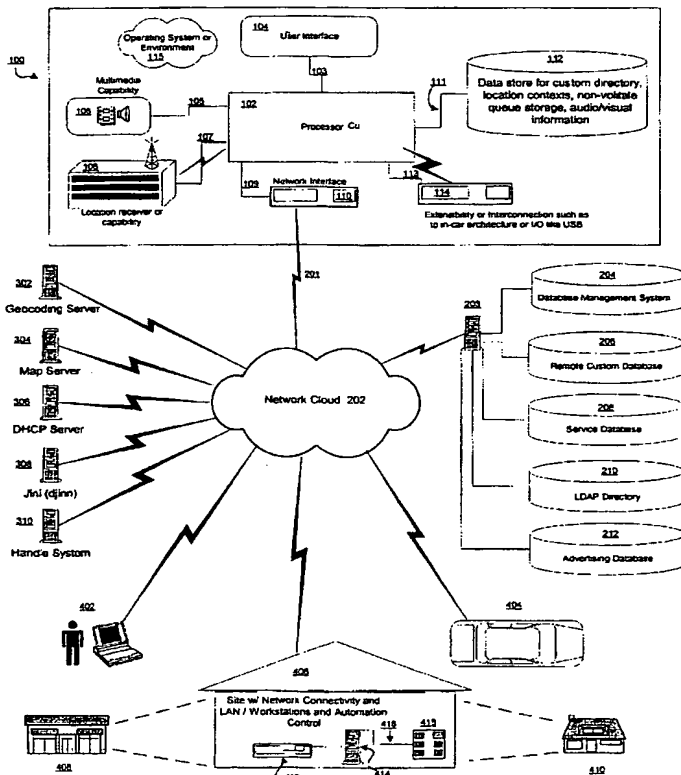 100
Operating System or
Environment
115
104
User Interface
103
Multimedia
Capability
106
105
102
Processor Cu
111
112
Data store for custom directory,
location contexts, non-volitale
queue storage, audio/visual
information
107
108
Location receiver or
capability
109
Network Interface
110
113
114
Extensibility or Interconnection such as
to in-car architecture or I/O like USB
201
302
Geocoding Server
304
Map Server
306
DHCP Server
308
Jini (djinn)
310
Handle System
Network Cloud 202
203
204
Database Management System
206
Remote Custom Database
208
Service Database
210
LDAP Directory
212
Advertising Database
402
404
406
Site w/ Network Connectivity and
LAN / Workstations and Automation
Control
416
415
414
408
410